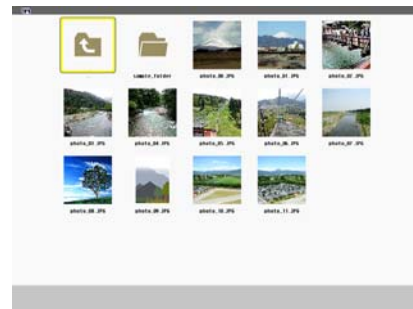 sample_folder photo_00.JPG photo_01.JPG photo_02.JPG
photo_03.JPG photo_04.JPG photo_05.JPG photo_06.JPG photo_07.JPG
photo_08.JPG photo_09.JPG photo_10.JPG photo_11.JPG